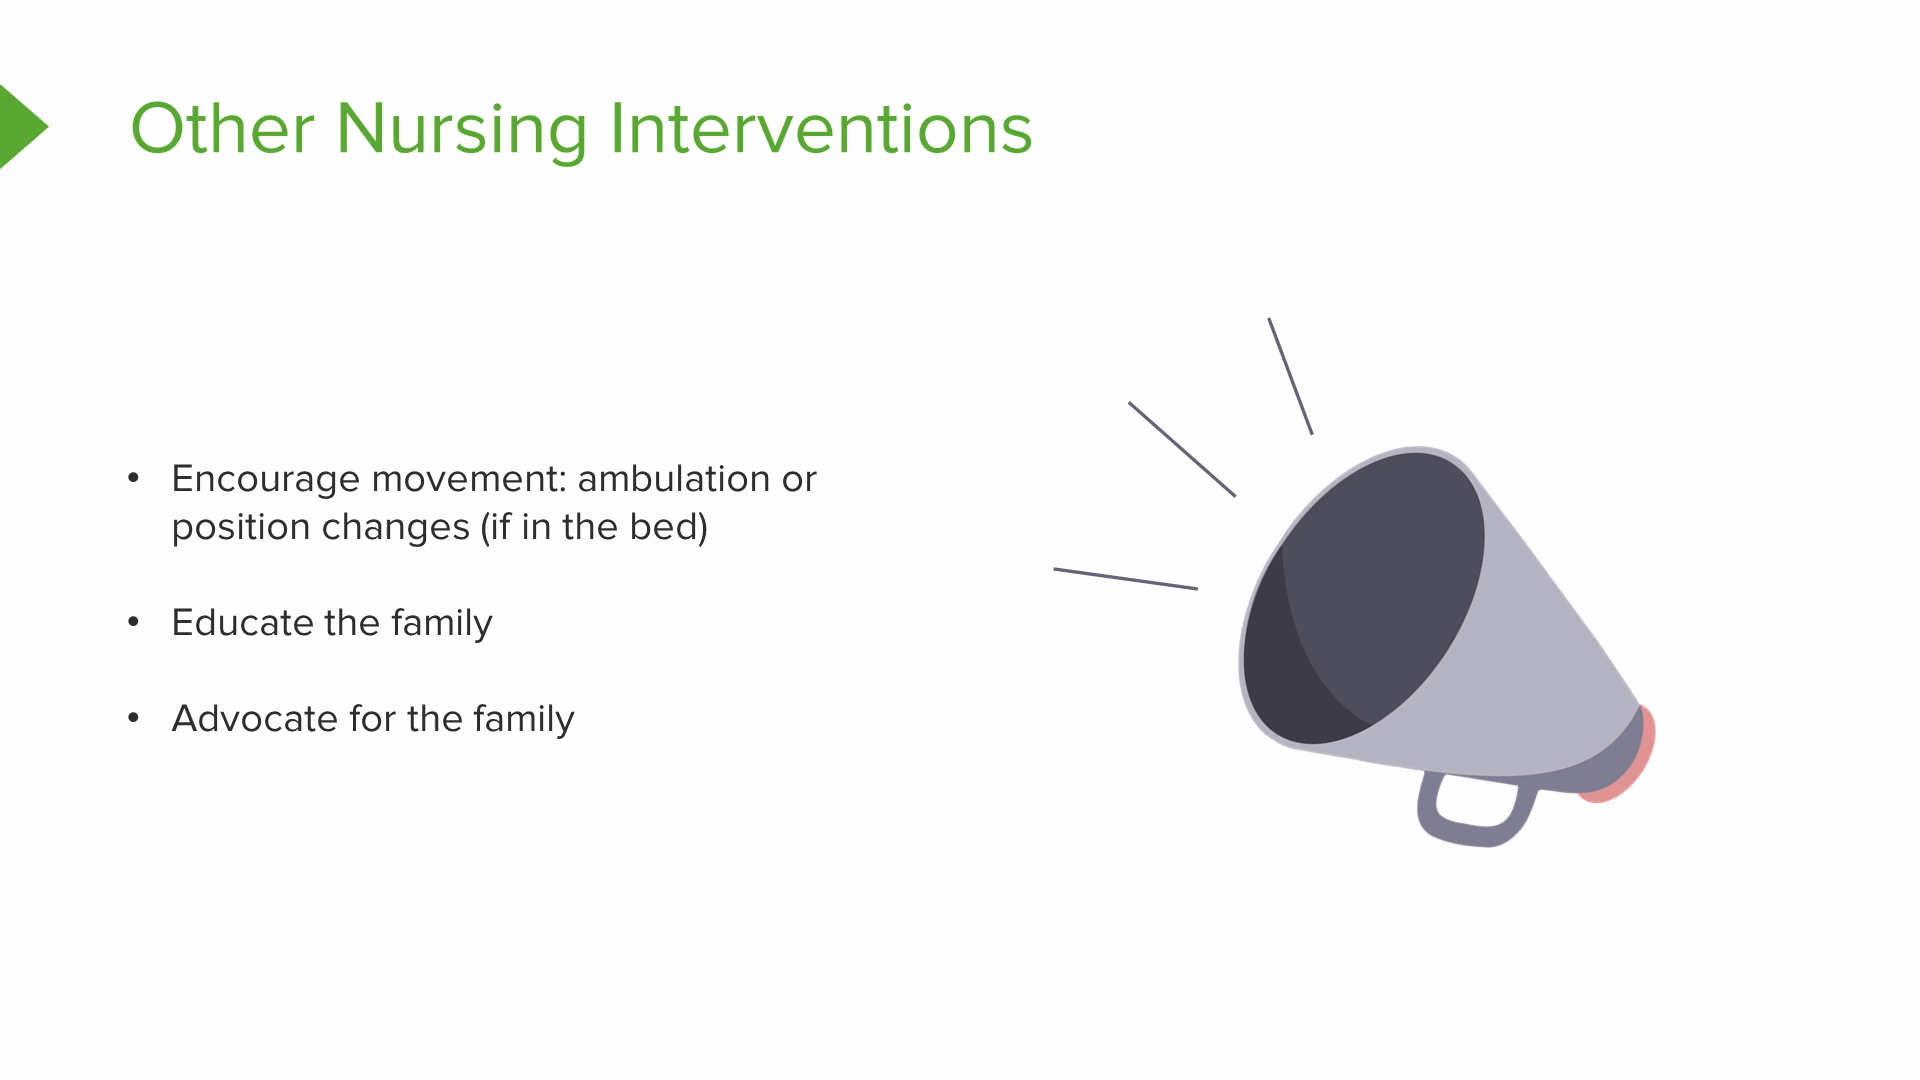 Other Nursing Interventions
• Encourage movement: ambulation or
position changes (if in the bed)
• Educate the family
• Advocate for the family